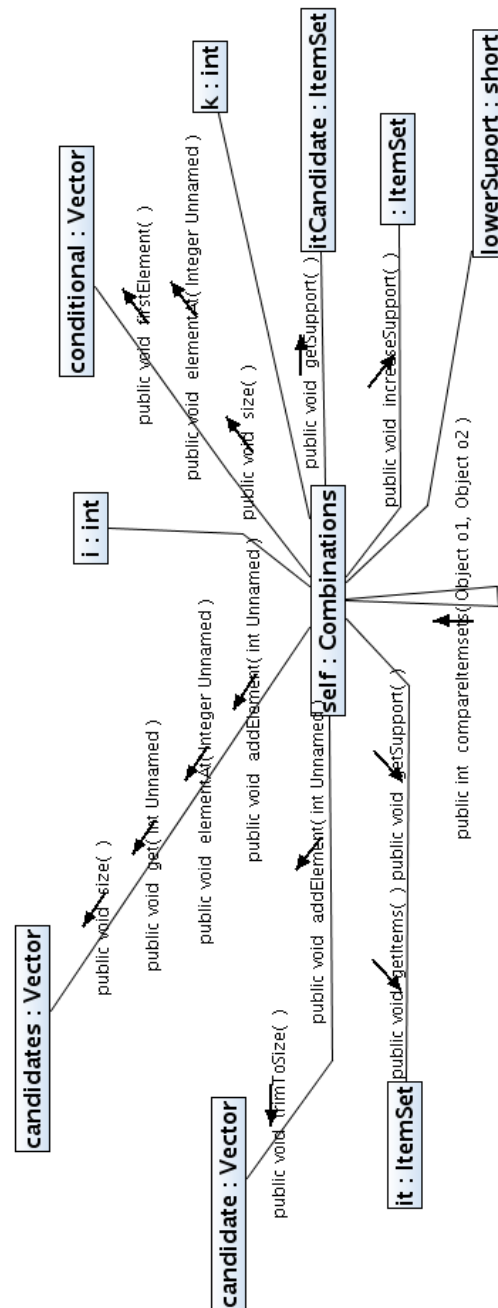 candidates : Vector
public void size( )
public void get( int Unnamed )
public void elementAt( Integer Unnamed )
public void addElement( int Unnamed )
i : int
conditional : Vector
public void firstElement( )
public void elementAt( Integer Unnamed )
public void size( )
k : int
candidate : Vector
public void trimToSize( )
public void addElement( int Unnamed )
self : Combinations
public void getSupport( )
itCandidate : ItemSet
it : ItemSet
public void getItems( )
public void getSupport( )
public void increaseSupport( )
: ItemSet
public int compareItemsets( Object o1, Object o2 )
lowerSuport : short